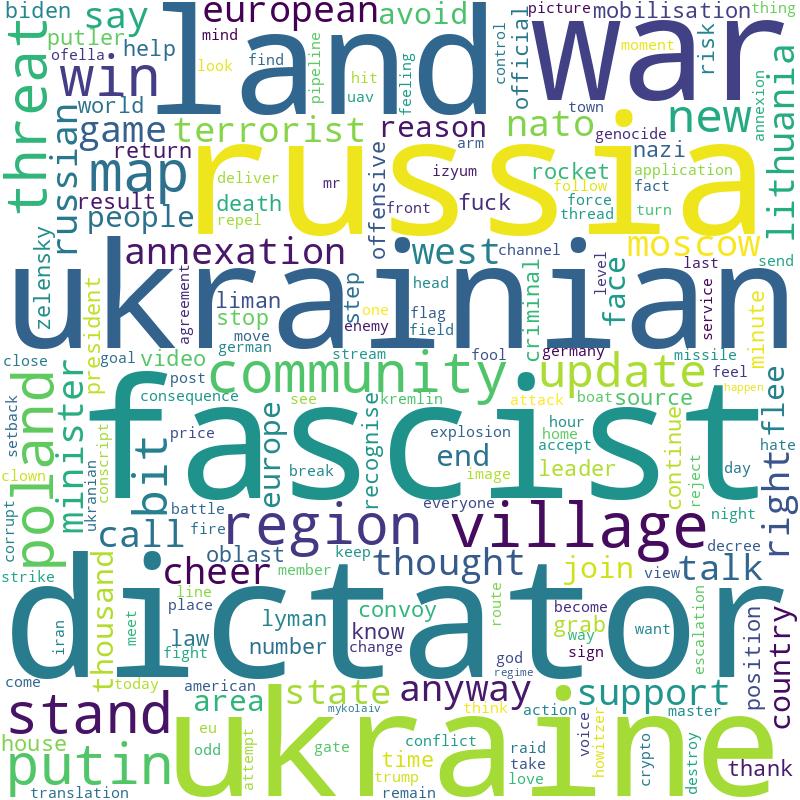 biden
say
european
avoid
picture
mobilisation
thing
putler
ofella
help
mind
look
find
land
pipeline
hit
uav
feeling
control
official
war
moment
risk
threat
win
world
game
terrorist
reason
nato
town
new
annexion
lithuania
russian
return
map
result
people
deliver
death
repel
mr
russia
offensive
arm
front
izyum
fuck
rocket
follow
force
thread
genocide
nazi
application
fact
turn
zelensky
annexation
west
channel
moscow
last
send
ukrainian
agreement
liman
stop
move
german
step
one
enemy
head
flag
field
criminal
face
level
service
minute
close
president
goal
video
stream
fool
germany
missile
feel
happen
setback
poland
minister
post
consequence
community
see
kremlin
attack
update
boat
source
flee
right
hate
fascist
clown
conscript
ukranian
bit
price
europe
break
recognise
explosion
end
image
hour
home
accept
leader
continue
reject
day
corrupt
call
battle
fire
region
everyone
village
night
decree
strike
oblast
keep
thought
join
talk
view
cheer
member
thousand
dictator
iran
meet
line
place
law
fight
lyman
number
convoy
know
change
route
become
grab
way
sign
want
escalation
position
country
come
today
american
god
regime
stand
area
state
mykolaiv
anyway
think
action
support
master
house
putin
eu
odd
attempt
ukraine
gate
conflict
time
trump
raid
take
love
voice
howitzer
crypto
destroy
thank
translation
remain